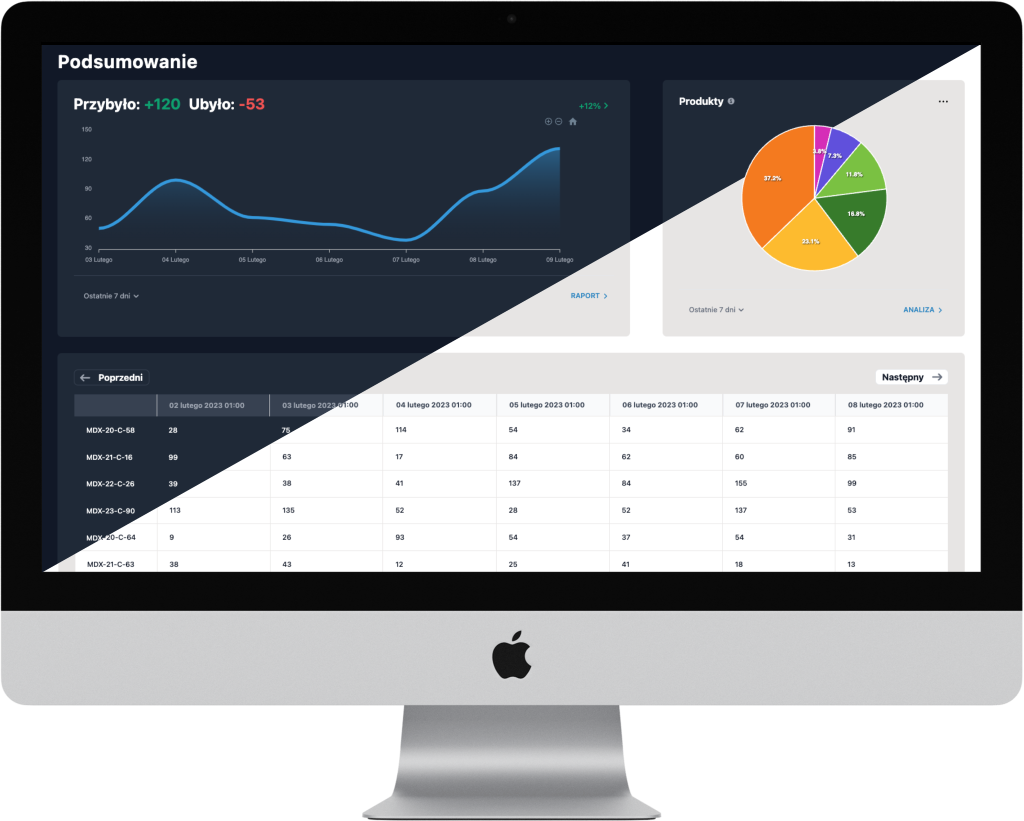 Podsumowanie
Przybyło: +120 Ubyło: -53
+12%
150
120
90
60
30
03 Lutego 04 Lutego 05 Lutego 06 Lutego 07 Lutego 08 Lutego 09 Lutego
Ostatnie 7 dni
RAPORT
Produkty
37.2%
7.3%
11.8%
16.8%
23.1%
Ostatnie 7 dni
ANALIZA
Poprzedni
Następny
02 lutego 2023 01:00 03 lutego 2023 01:00 04 lutego 2023 01:00 05 lutego 2023 01:00 06 lutego 2023 01:00 07 lutego 2023 01:00 08 lutego 2023 01:00
MDX-20-C-58 28 75 114 54 34 62 91
MDX-21-C-16 99 63 17 84 62 60 85
MDX-22-C-26 39 38 41 137 84 155 99
MDX-23-C-90 113 135 52 28 52 137 53
MDX-20-C-64 9 26 93 54 37 54 31
MDX-21-C-63 38 43 12 25 41 18 13